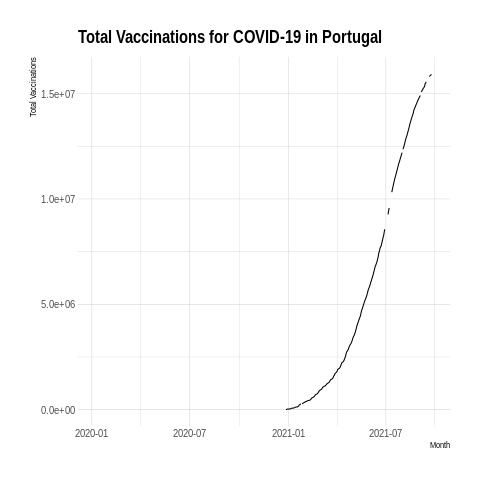 Total Vaccinations for COVID-19 in Portugal
Total Vaccinations
1.5e+07
1.0e+07
5.0e+06
0.0e+00
2020-01 2020-07 2021-01 2021-07
Month